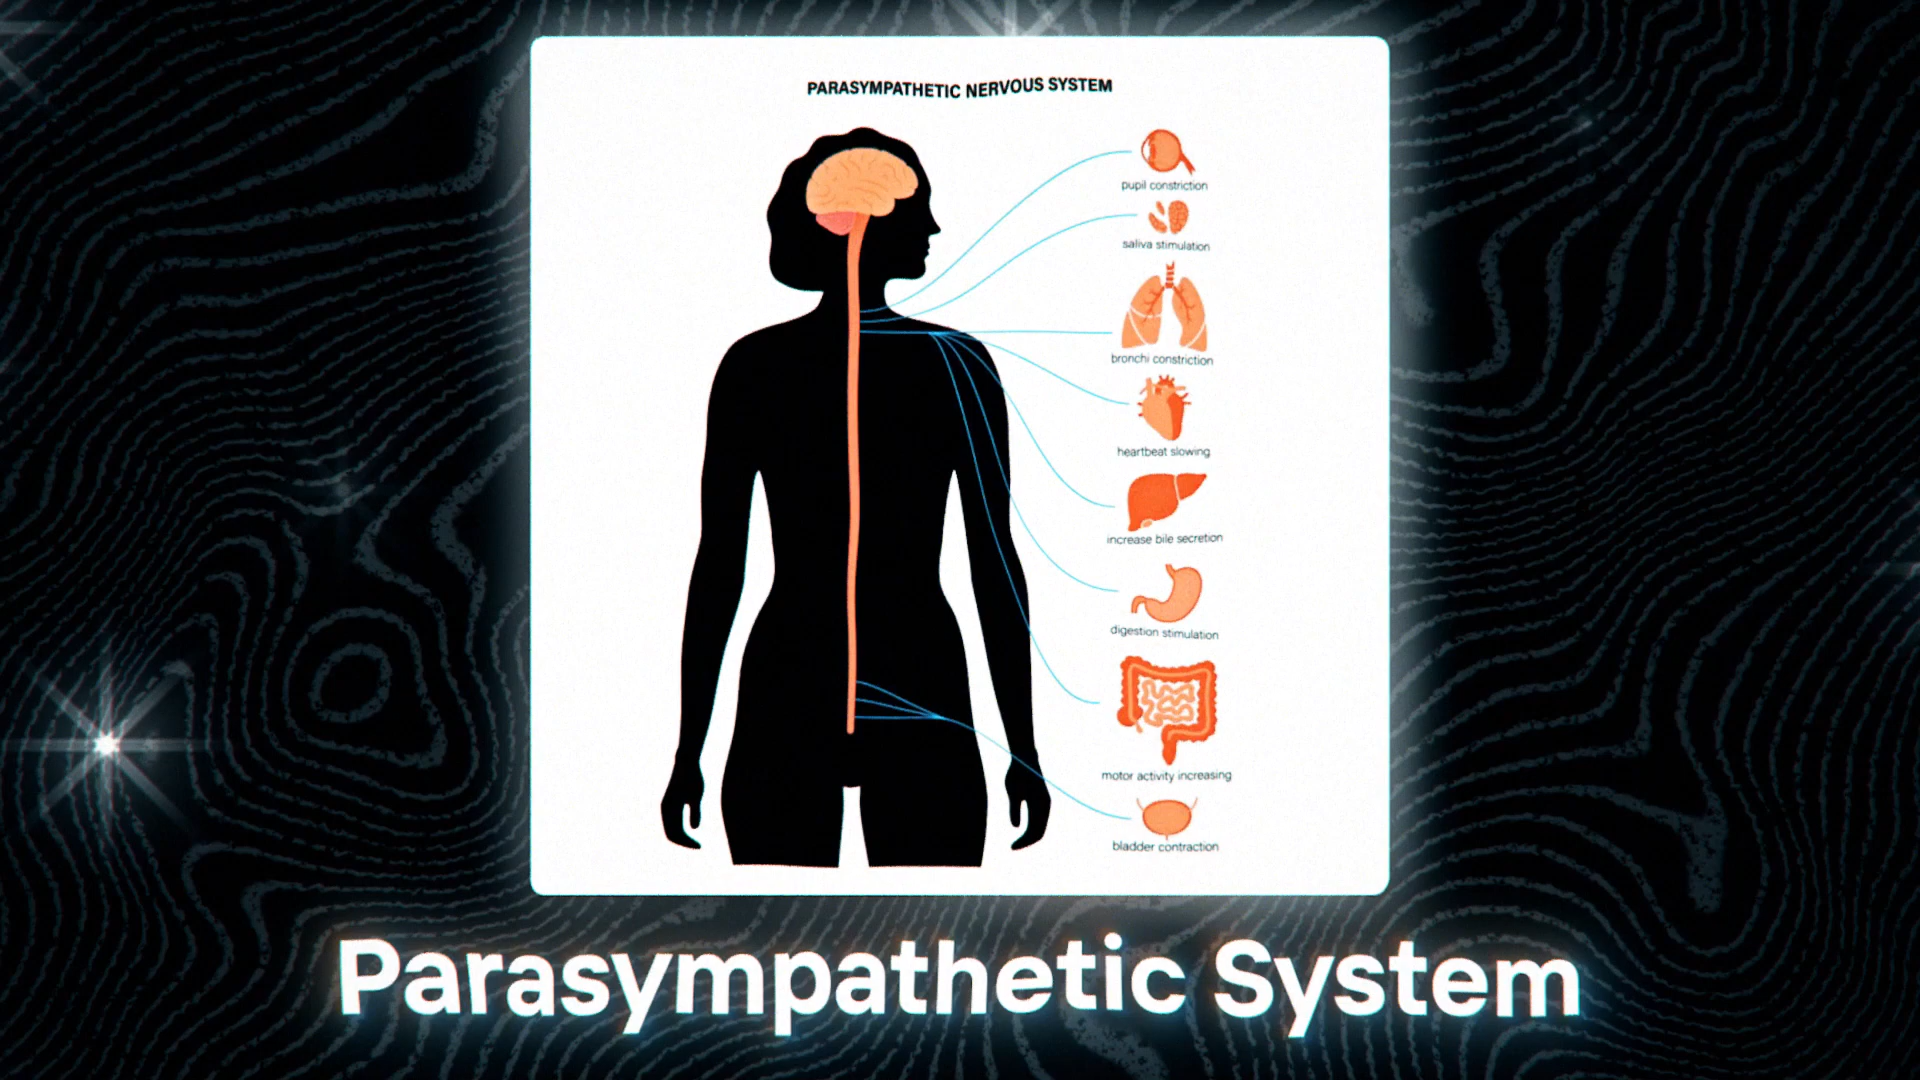 PARASYMPATHETIC NERVOUS SYSTEM
pupil constriction
saliva stimulation
bronchi constriction
heartbeat slowing
increase bile secretion
digestion stimulation
motor activity increasing
bladder contraction
Parasympathetic System